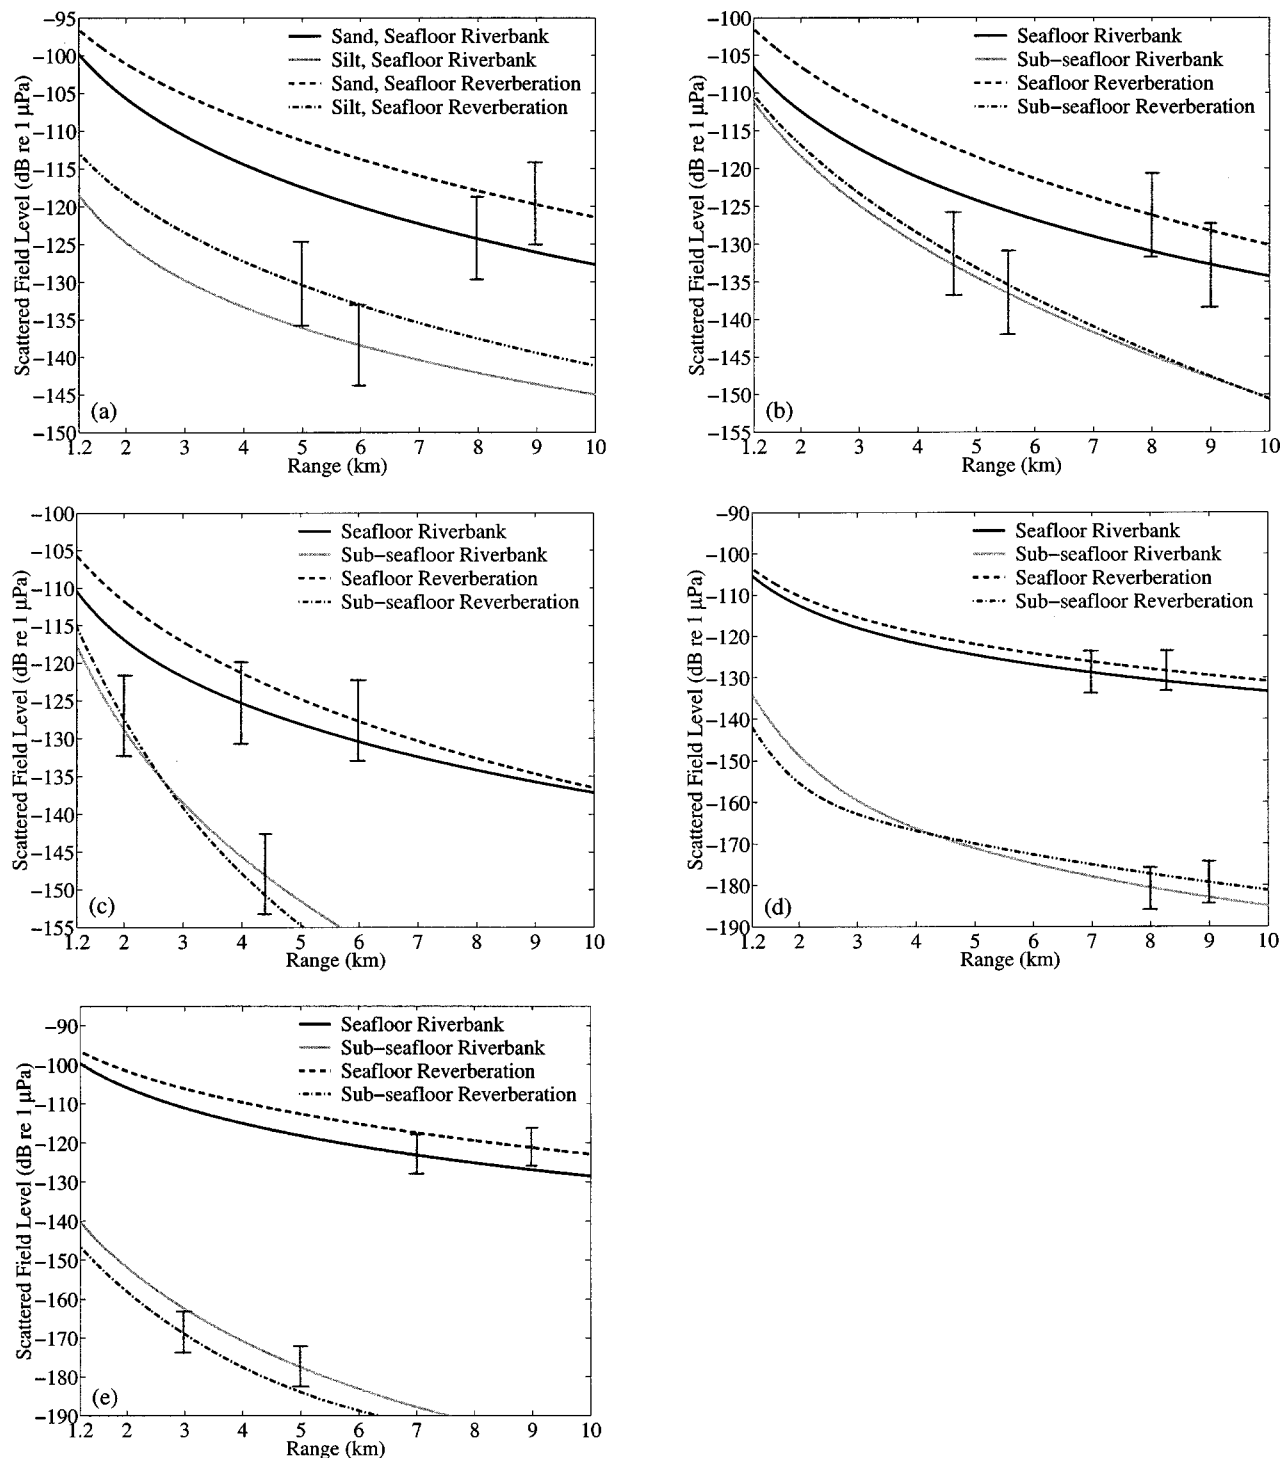 Scattered Field Level (dB re 1 μPa)
−95
−100
−105
−110
−115
−120
−125
−130
−135
−140
−145
−150
Sand, Seafloor Riverbank
Silt, Seafloor Riverbank
Sand, Seafloor Reverberation
Silt, Seafloor Reverberation
(a)
1.2 2 3 4 5 6 7 8 9 10
Range (km)
Scattered Field Level (dB re 1 μPa)
−100
−105
−110
−115
−120
−125
−130
−135
−140
−145
−150
−155
Seafloor Riverbank
Sub−seafloor Riverbank
Seafloor Reverberation
Sub−seafloor Reverberation
(b)
1.2 2 3 4 5 6 7 8 9 10
Range (km)
Scattered Field Level (dB re 1 μPa)
−100
−105
−110
−115
−120
−125
−130
−135
−140
−145
−150
−155
Seafloor Riverbank
Sub−seafloor Riverbank
Seafloor Reverberation
Sub−seafloor Reverberation
(c)
1.2 2 3 4 5 6 7 8 9 10
Range (km)
Scattered Field Level (dB re 1 μPa)
−90
−100
−110
−120
−130
−140
−150
−160
−170
−180
−190
Seafloor Riverbank
Sub−seafloor Riverbank
Seafloor Reverberation
Sub−seafloor Reverberation
(d)
1.2 2 3 4 5 6 7 8 9 10
Range (km)
Scattered Field Level (dB re 1 μPa)
−90
−100
−110
−120
−130
−140
−150
−160
−170
−180
−190
Seafloor Riverbank
Sub−seafloor Riverbank
Seafloor Reverberation
Sub−seafloor Reverberation
(e)
1.2 2 3 4 5 6 7 8 9 10
Range (km)